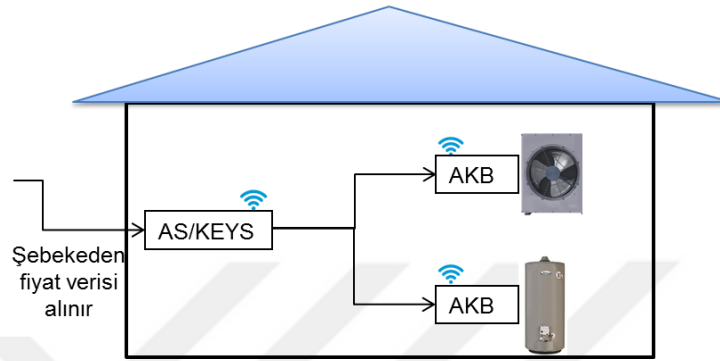 AKB
AS/KEYS
Şebekeden
fiyat verisi
alınır
AKB